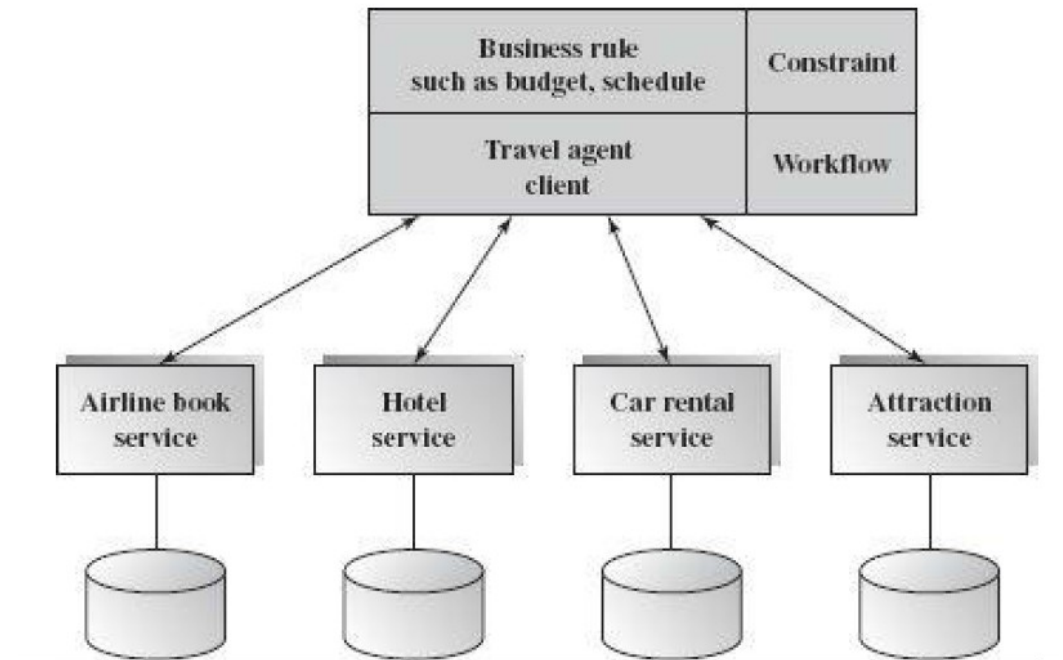 Business rule
such as budget, schedule
Constraint
Travel agent
client
Workflow
Airline book
service
Hotel
service
Car rental
service
Attraction
service